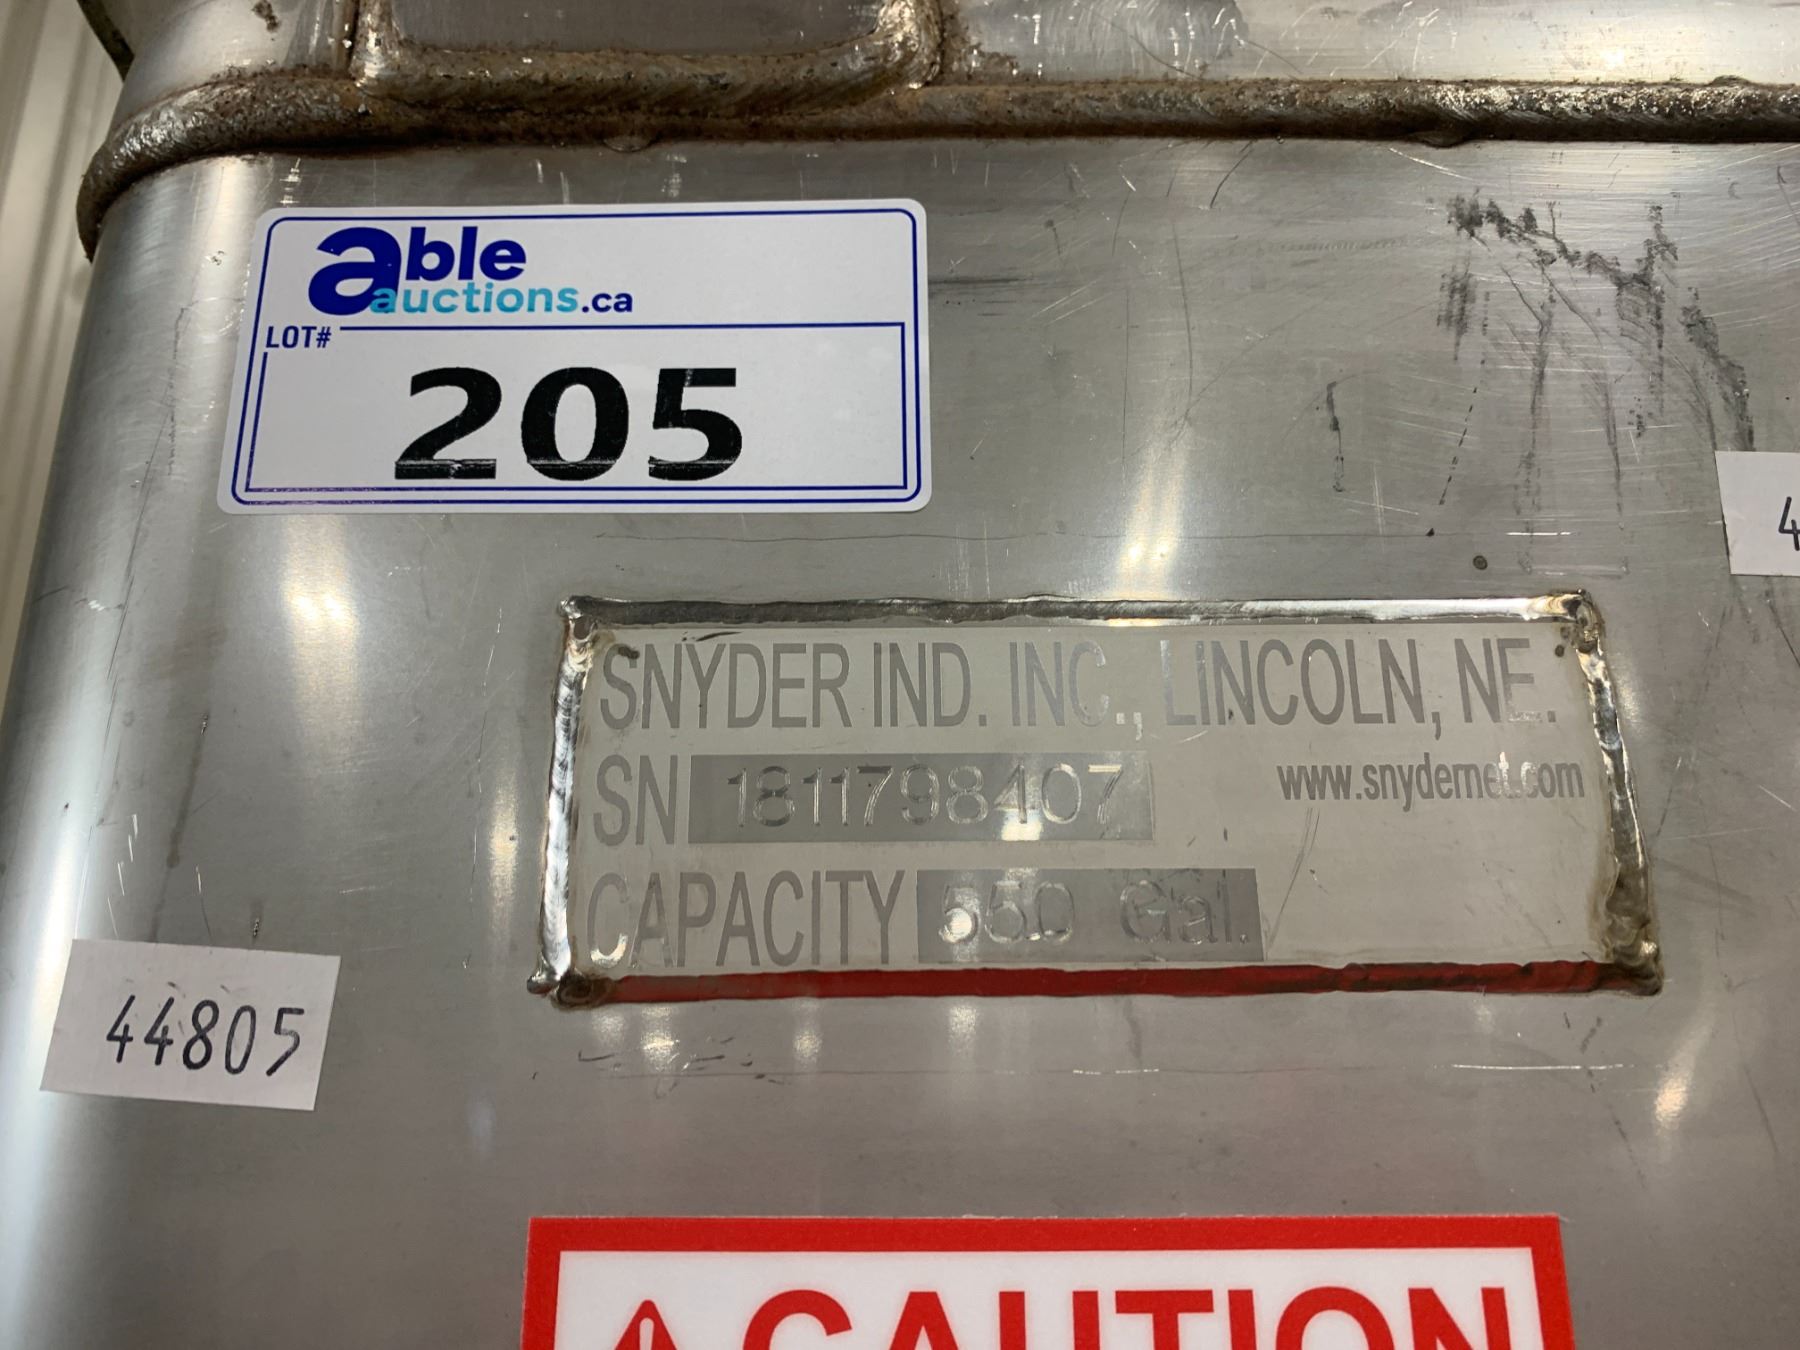 able
auctions.ca
LOT#
205
4
SNYDER IND. INC., LINCOLN, NE.
SN 1811798407 www.snydernet.com
CAPACITY 550 Gal.
44805
CAUTION